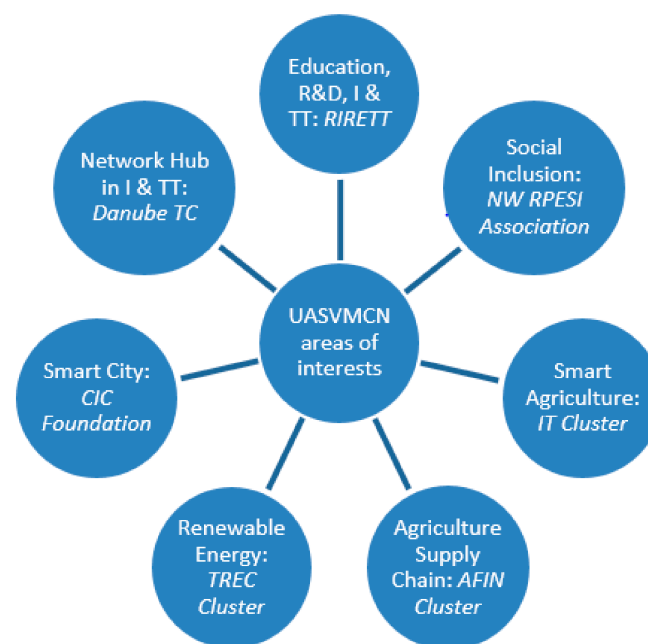 Education,
R&D, I &
TT: RIRETT
Social
Inclusion:
NW RPESI
Association
Smart
Agriculture:
IT Cluster
Agriculture
Supply
Chain: AFIN
Cluster
Renewable
Energy:
TREC
Cluster
Smart City:
CIC
Foundation
Network Hub
in I & TT:
Danube TC
UASVMCN
areas of
interests